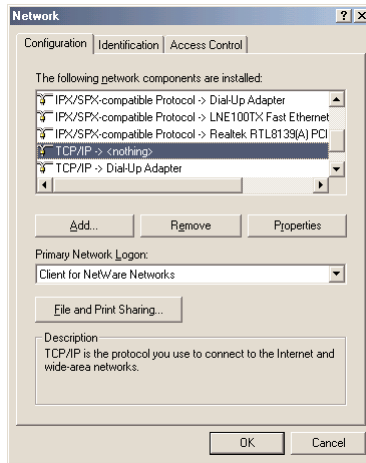 Network
Configuration Identification Access Control
The following network components are installed:
IPX/SPX-compatible Protocol -> Dial-Up Adapter
IPX/SPX-compatible Protocol -> LNE100TX Fast Ethernet
IPX/SPX-compatible Protocol -> Realtek RTL8139(A) PCI
TCP/IP -> <nothing>
TCP/IP -> Dial-Up Adapter
Add... Remove Properties
Primary Network Logon:
Client for NetWare Networks
File and Print Sharing...
Description
TCP/IP is the protocol you use to connect to the Internet and
wide-area networks.
OK Cancel